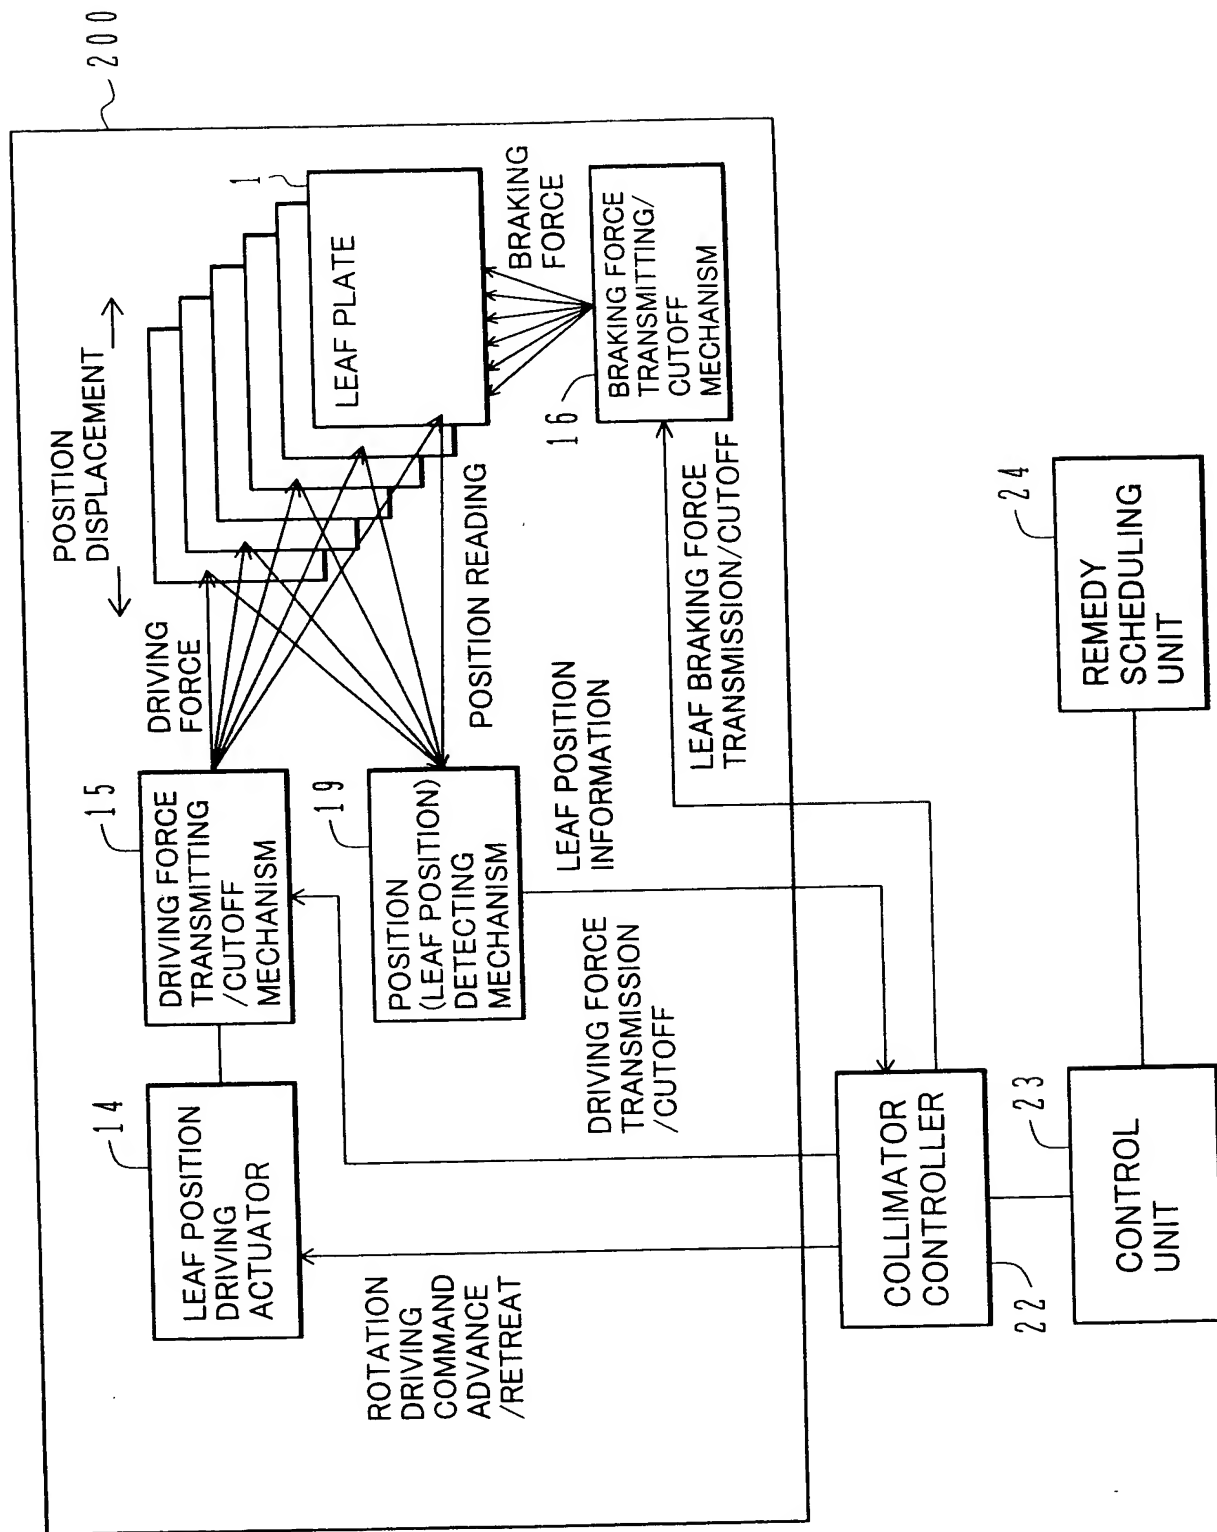 200
POSITION
DISPLACEMENT
1
LEAF PLATE
DRIVING
FORCE
BRAKING
FORCE
15
DRIVING FORCE
TRANSMITTING
/CUTOFF
MECHANISM
14
LEAF POSITION
DRIVING
ACTUATOR
19
POSITION
(LEAF POSITION)
DETECTING
MECHANISM
POSITION READING
16
BRAKING FORCE
TRANSMITTING/
CUTOFF
MECHANISM
ROTATION
DRIVING
COMMAND
ADVANCE
/RETREAT
DRIVING FORCE
TRANSMISSION
/CUTOFF
LEAF POSITION
INFORMATION
LEAF BRAKING FORCE
TRANSMISSION/CUTOFF
COLLIMATOR
CONTROLLER
22
CONTROL
UNIT
23
REMEDY
SCHEDULING
UNIT
24